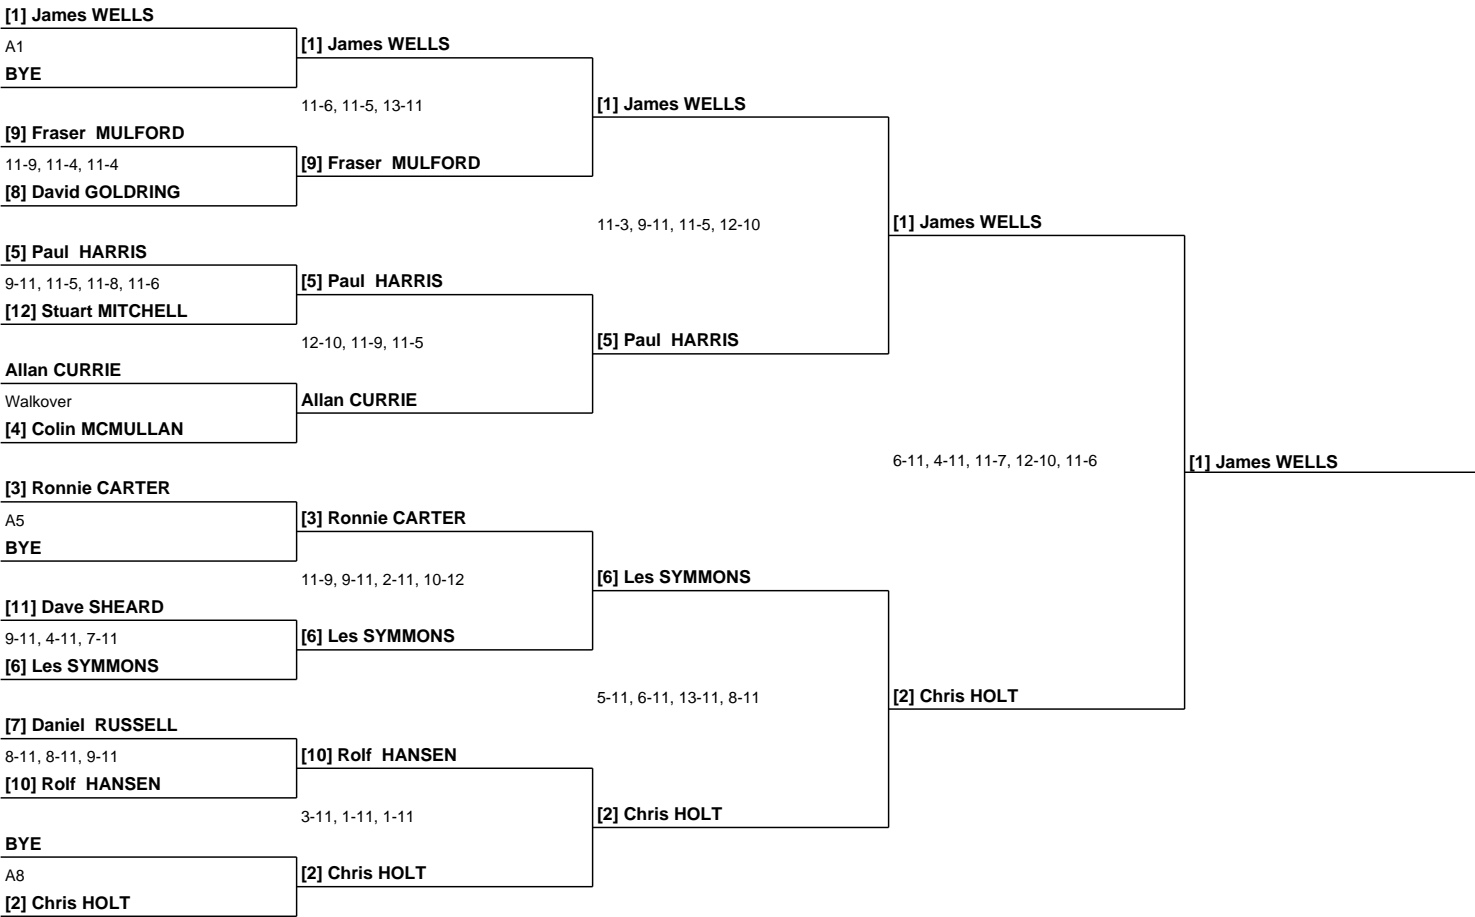 [1] James WELLS
A1
BYE
[9] Fraser  MULFORD
11-9, 11-4, 11-4
[8] David GOLDRING
[5] Paul  HARRIS
9-11, 11-5, 11-8, 11-6
[12] Stuart MITCHELL
Allan CURRIE
Walkover
[4] Colin MCMULLAN
[3] Ronnie CARTER
A5
BYE
[11] Dave SHEARD
9-11, 4-11, 7-11
[6] Les SYMMONS
[7] Daniel  RUSSELL
8-11, 8-11, 9-11
[10] Rolf  HANSEN
BYE
A8
[2] Chris HOLT
[1] James WELLS
11-6, 11-5, 13-11
[9] Fraser  MULFORD
[5] Paul  HARRIS
12-10, 11-9, 11-5
Allan CURRIE
[3] Ronnie CARTER
11-9, 9-11, 2-11, 10-12
[6] Les SYMMONS
[10] Rolf  HANSEN
3-11, 1-11, 1-11
[2] Chris HOLT
[1] James WELLS
11-3, 9-11, 11-5, 12-10
[5] Paul  HARRIS
[6] Les SYMMONS
5-11, 6-11, 13-11, 8-11
[2] Chris HOLT
[1] James WELLS
6-11, 4-11, 11-7, 12-10, 11-6
[2] Chris HOLT
[1] James WELLS